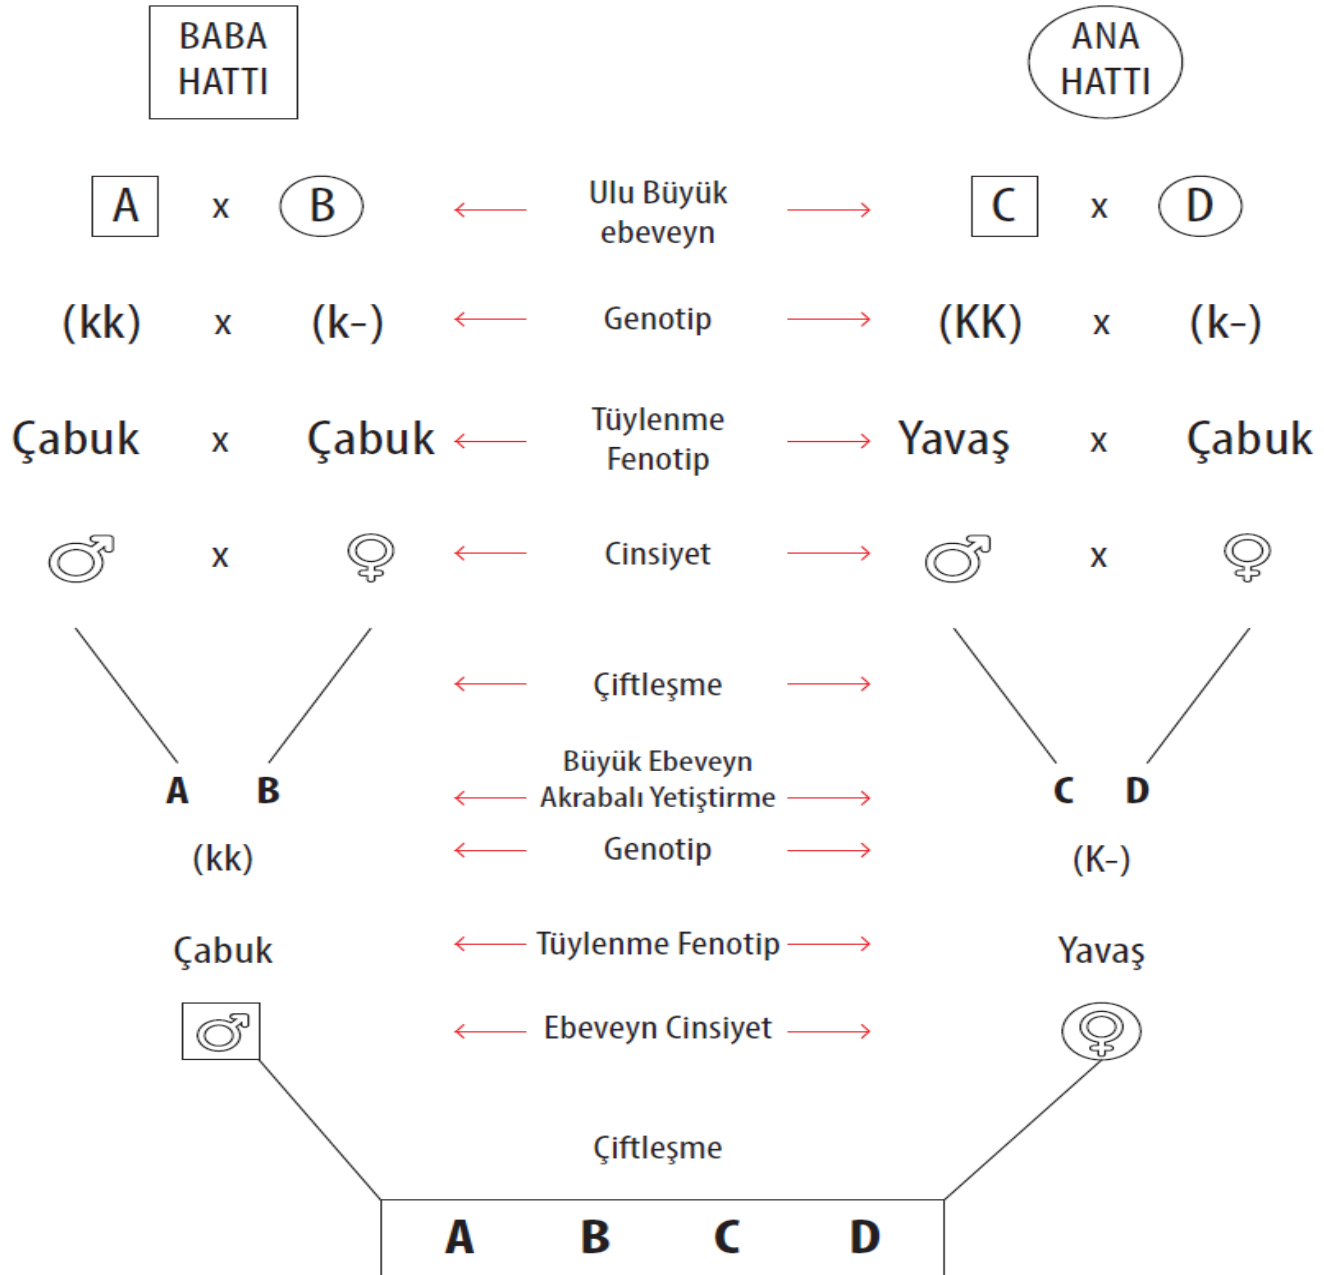 BABA
HATTI
ANA
HATTI
A x B
Ulu Büyük
ebeveyn
C x D
(kk) x (k-)
Genotip
(KK) x (k-)
Çabuk x Çabuk
Tüylenme
Fenotip
Yavaş x Çabuk
x
Cinsiyet
x
Çiftleşme
A B
Büyük Ebeveyn
Akrabalı Yetiştirme
C D
(kk)
Genotip
(K-)
Çabuk
Tüylenme Fenotip
Yavaş
Ebeveyn Cinsiyet
Çiftleşme
A B C D